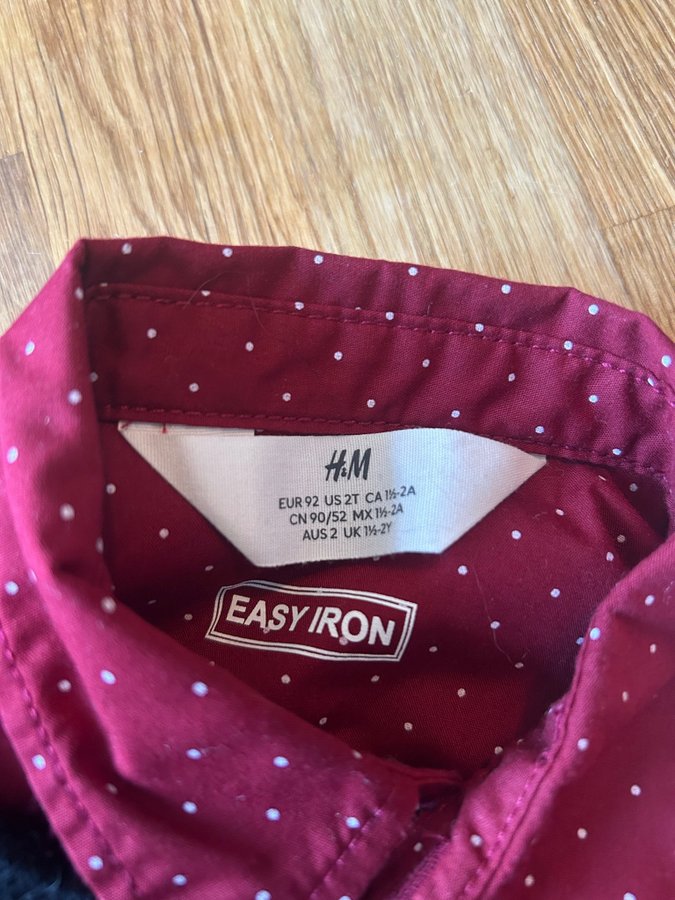 H&M
EUR 92 US 2T CA 1½-2A
CN 90/52 MX 1½-2A
AUS 2 UK 1½-2Y
EASY IRON